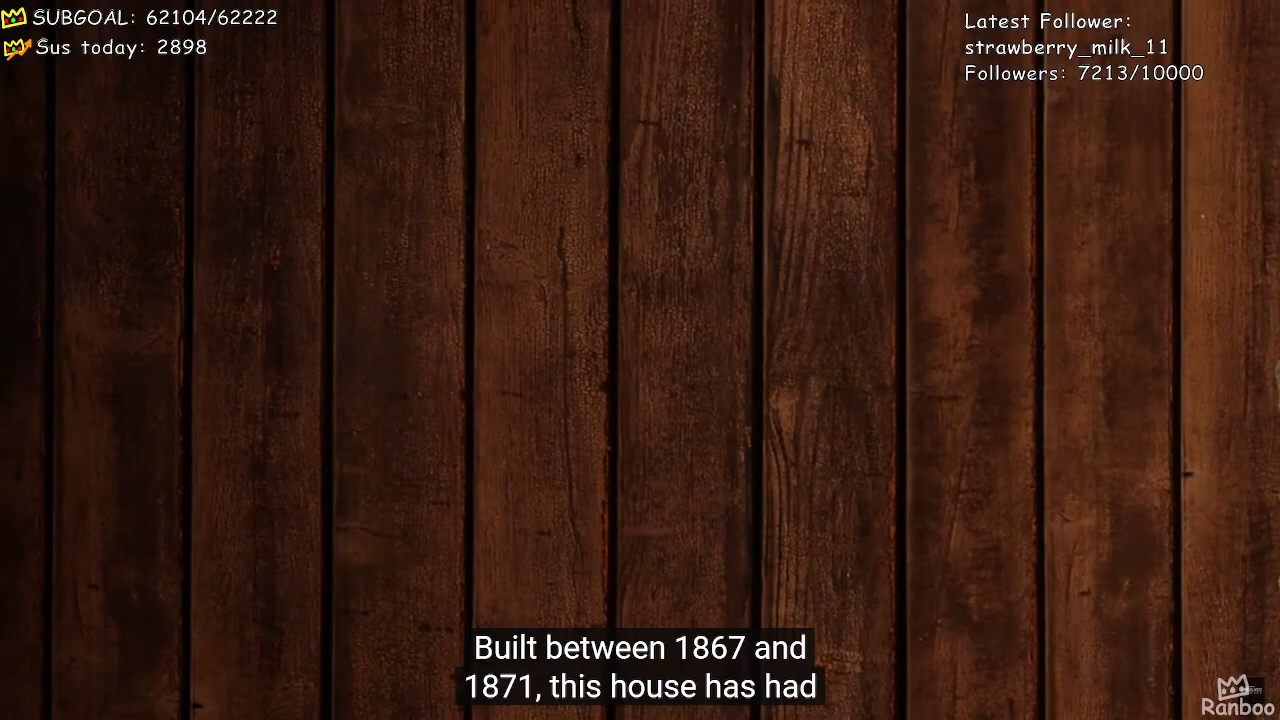 SUBGOAL: 62104/62222
Sus today: 2898
Latest Follower:
strawberry_milk_11
Followers: 7213/10000
Built between 1867 and
1871, this house has had
Ranboo